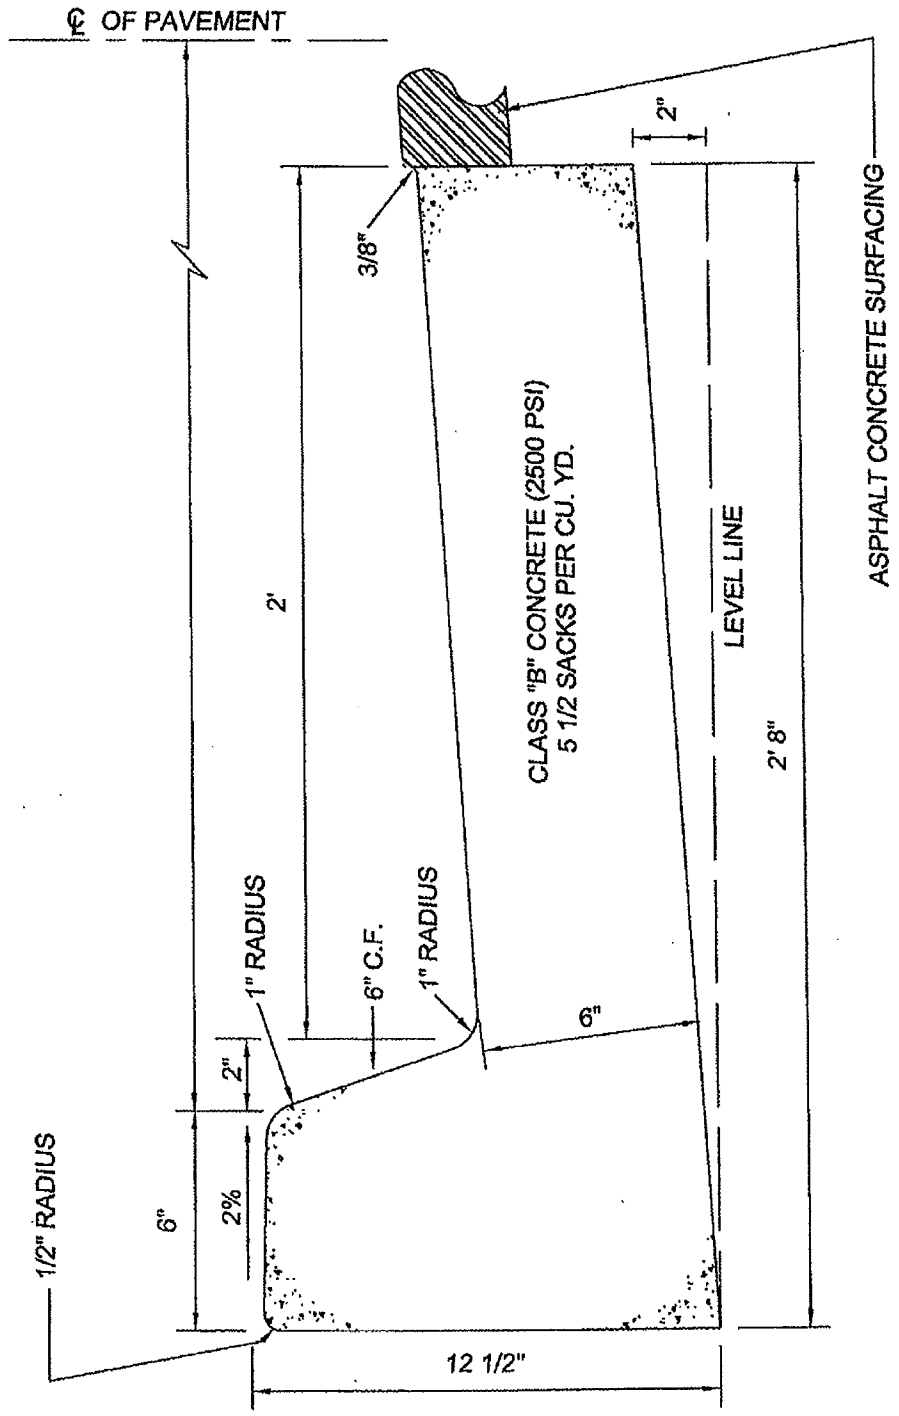 ℄ OF PAVEMENT
2"
3/8"
ASPHALT CONCRETE SURFACING
2'
CLASS "B" CONCRETE (2500 PSI)
5 1/2 SACKS PER CU. YD.
LEVEL LINE
2' 8"
1" RADIUS
6" C.F.
1" RADIUS
6"
2"
1/2" RADIUS
6"
2%
12 1/2"